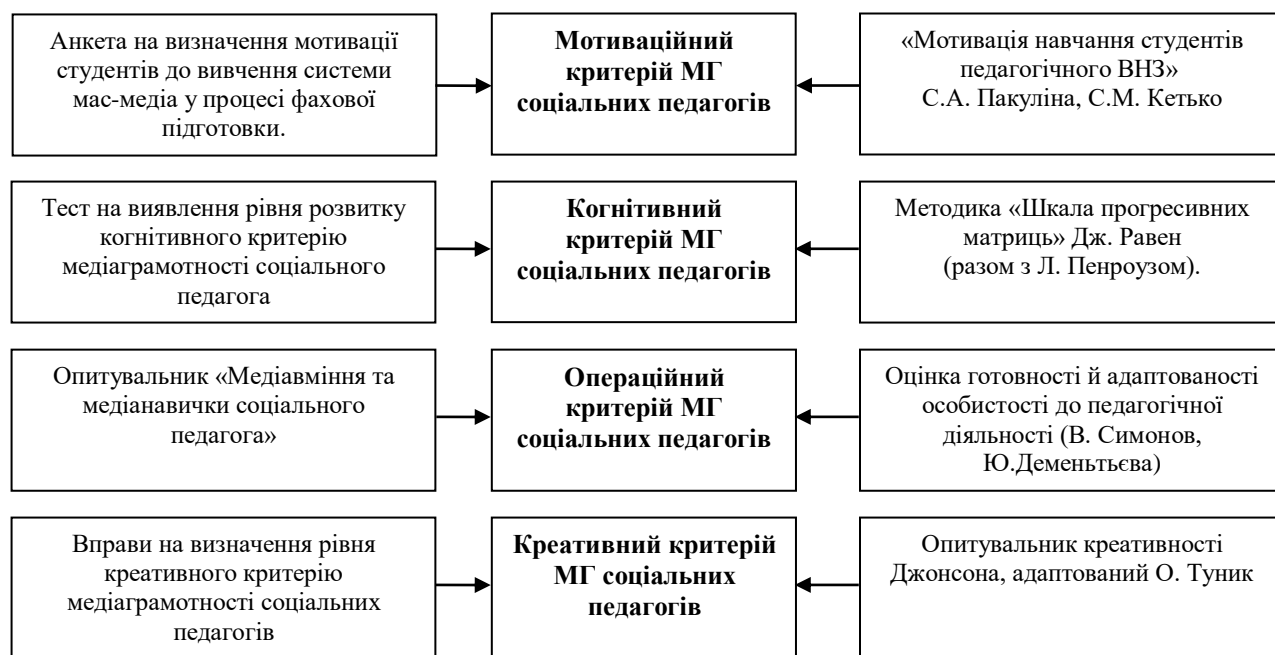 Анкета на визначення мотивації
студентів до вивчення системи
мас-медіа у процесі фахової
підготовки.
Мотиваційний
критерій МГ
соціальних педагогів
«Мотивація навчання студентів
педагогічного ВНЗ»
С.А. Пакуліна, С.М. Кетько
Тест на виявлення рівня розвитку
когнітивного критерію
медіаграмотності соціального
педагога
Когнітивний
критерій МГ
соціальних педагогів
Методика «Шкала прогресивних
матриць» Дж. Равен
(разом з Л. Пенроузом).
Опитувальник «Медіавміння та
медіанавички соціального
педагога»
Операційний
критерій МГ
соціальних педагогів
Оцінка готовності й адаптованості
особистості до педагогічної
діяльності (В. Симонов,
Ю.Дементьєва)
Вправи на визначення рівня
креативного критерію
медіаграмотності соціальних
педагогів
Креативний критерій
МГ соціальних
педагогів
Опитувальник креативності
Джонсона, адаптований О. Туник